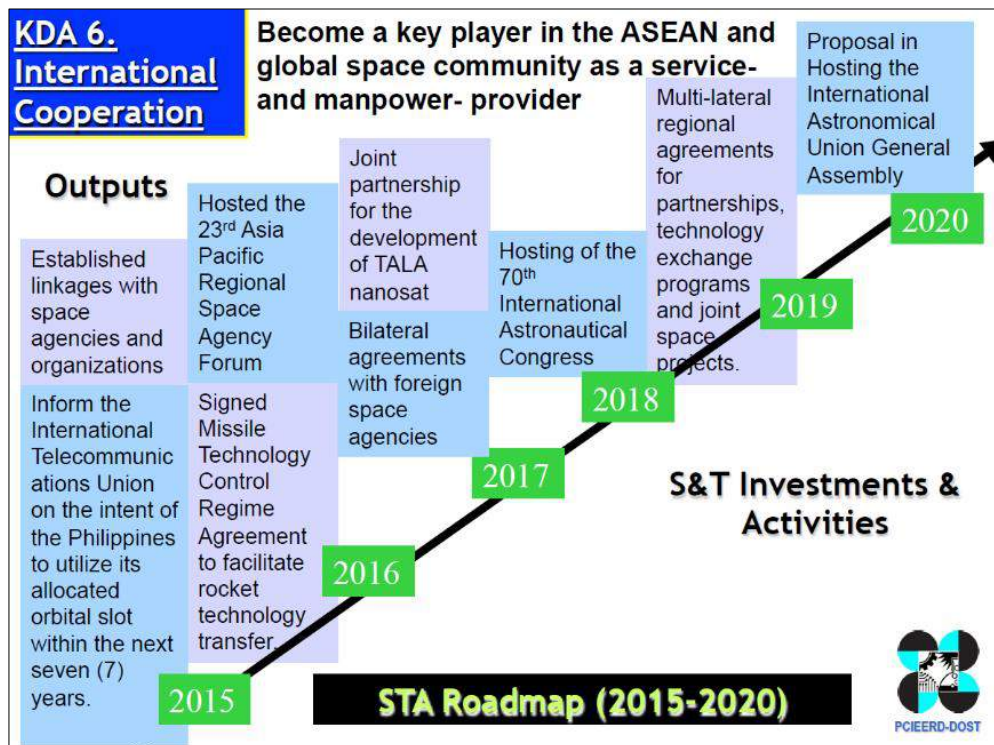 KDA 6.
International
Cooperation
Become a key player in the ASEAN and
global space community as a service-
and manpower- provider
Outputs
Established
linkages with
space
agencies and
organizations
Inform the
International
Telecommunic
ations Union
on the intent of
the Philippines
to utilize its
allocated
orbital slot
within the next
seven (7)
years.
Hosted the
23rd Asia
Pacific
Regional
Space
Agency
Forum
Signed
Missile
Technology
Control
Regime
Agreement
to facilitate
rocket
technology
transfer.
Joint
partnership
for the
development
of TALA
nanosat
Bilateral
agreements
with foreign
space
agencies
Hosting of the
70th
International
Astronautical
Congress
Multi-lateral
regional
agreements
for
partnerships,
technology
exchange
programs
and joint
space
projects.
Proposal in
Hosting the
International
Astronomical
Union General
Assembly
2015
2016
2017
2018
2019
2020
S&T Investments &
Activities
STA Roadmap (2015-2020)
PCIEERD-DOST